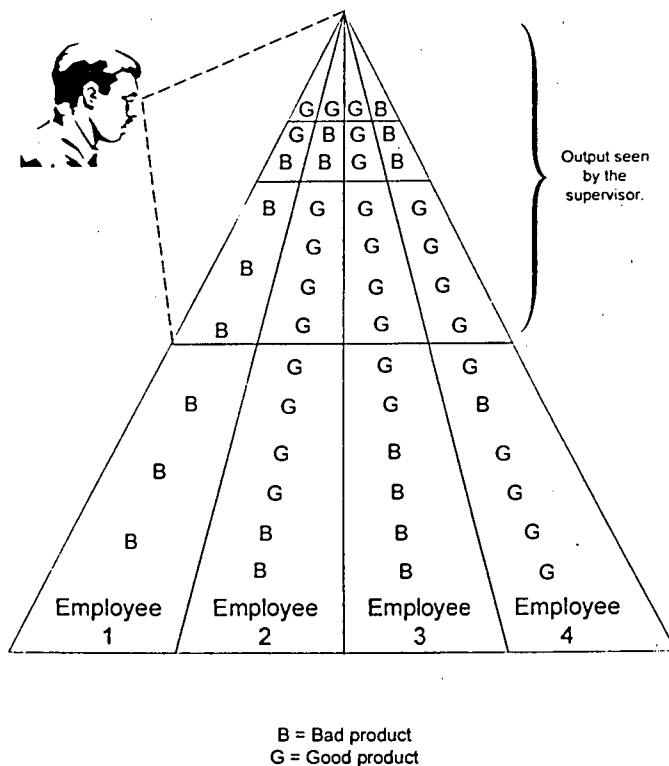 G G G B
G B G B
B B G B
B G G G
G G G
B
G G G
B G G G
G G G
B G G B
B G B G
G B G
B B B G
B B G
Employee Employee Employee Employee
1 2 3 4
Output seen
by the
supervisor.
B = Bad product
G = Good product